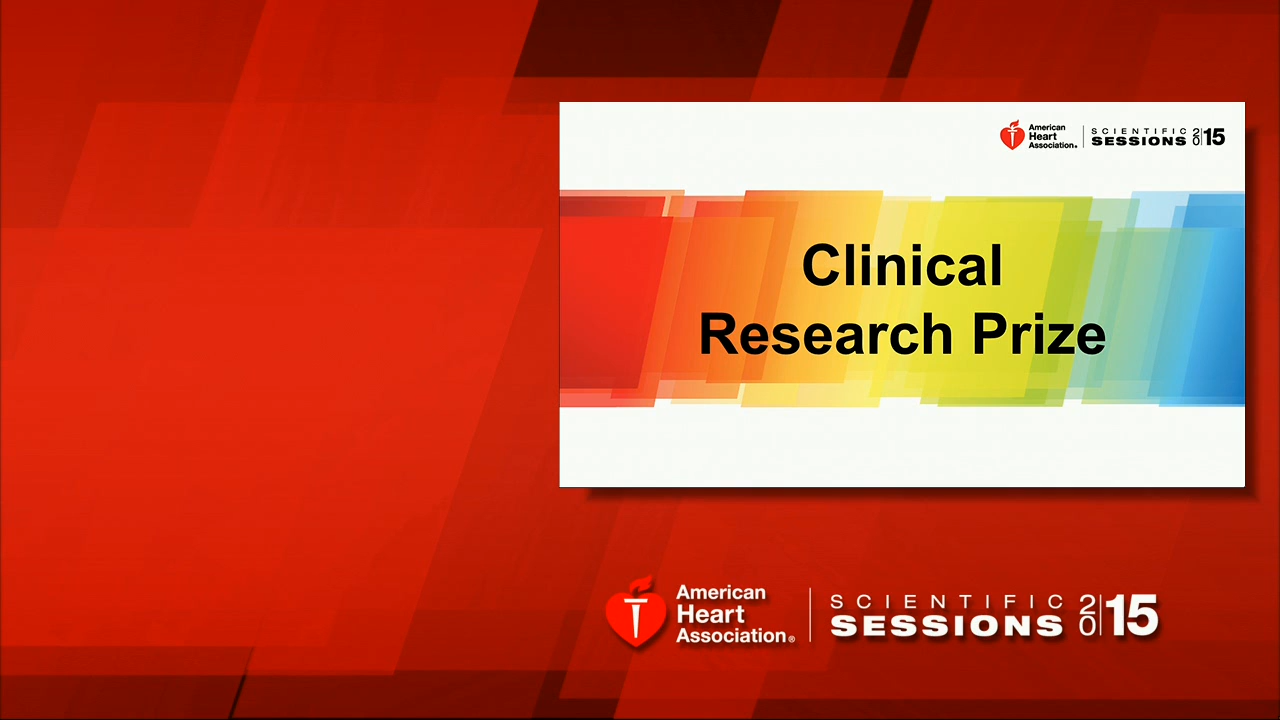 American
Heart
Association®
SCIENTIFIC
SESSIONS 2015
Clinical
Research Prize
American
Heart
Association®
SCIENTIFIC
SESSIONS 2015